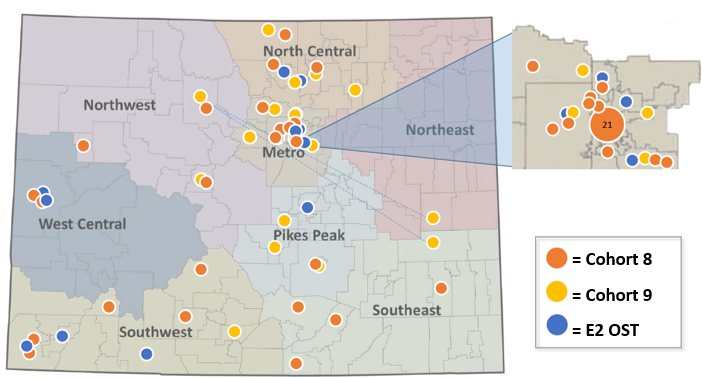 North Central
Northwest
Northeast
Metro
21
West Central
Pikes Peak
Southeast
Southwest
= Cohort 8
= Cohort 9
= E2 OST